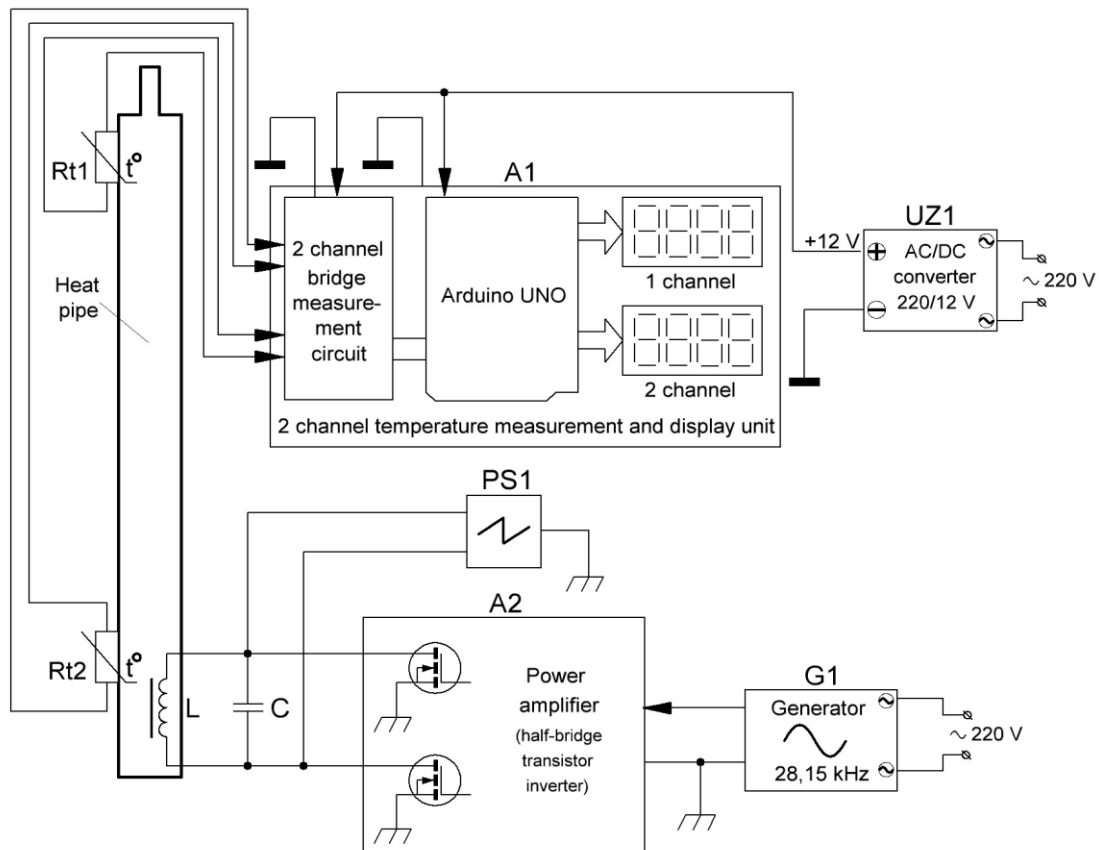 Rt1
t°
Heat
pipe
Rt2
t°
L
C
A1
2 channel
bridge
measure-
ment
circuit
Arduino UNO
1 channel
2 channel
2 channel temperature measurement and display unit
UZ1
+12 V
AC/DC
converter
220/12 V
~ 220 V
PS1
A2
Power
amplifier
(half-bridge
transistor
inverter)
G1
Generator
28,15 kHz
~ 220 V